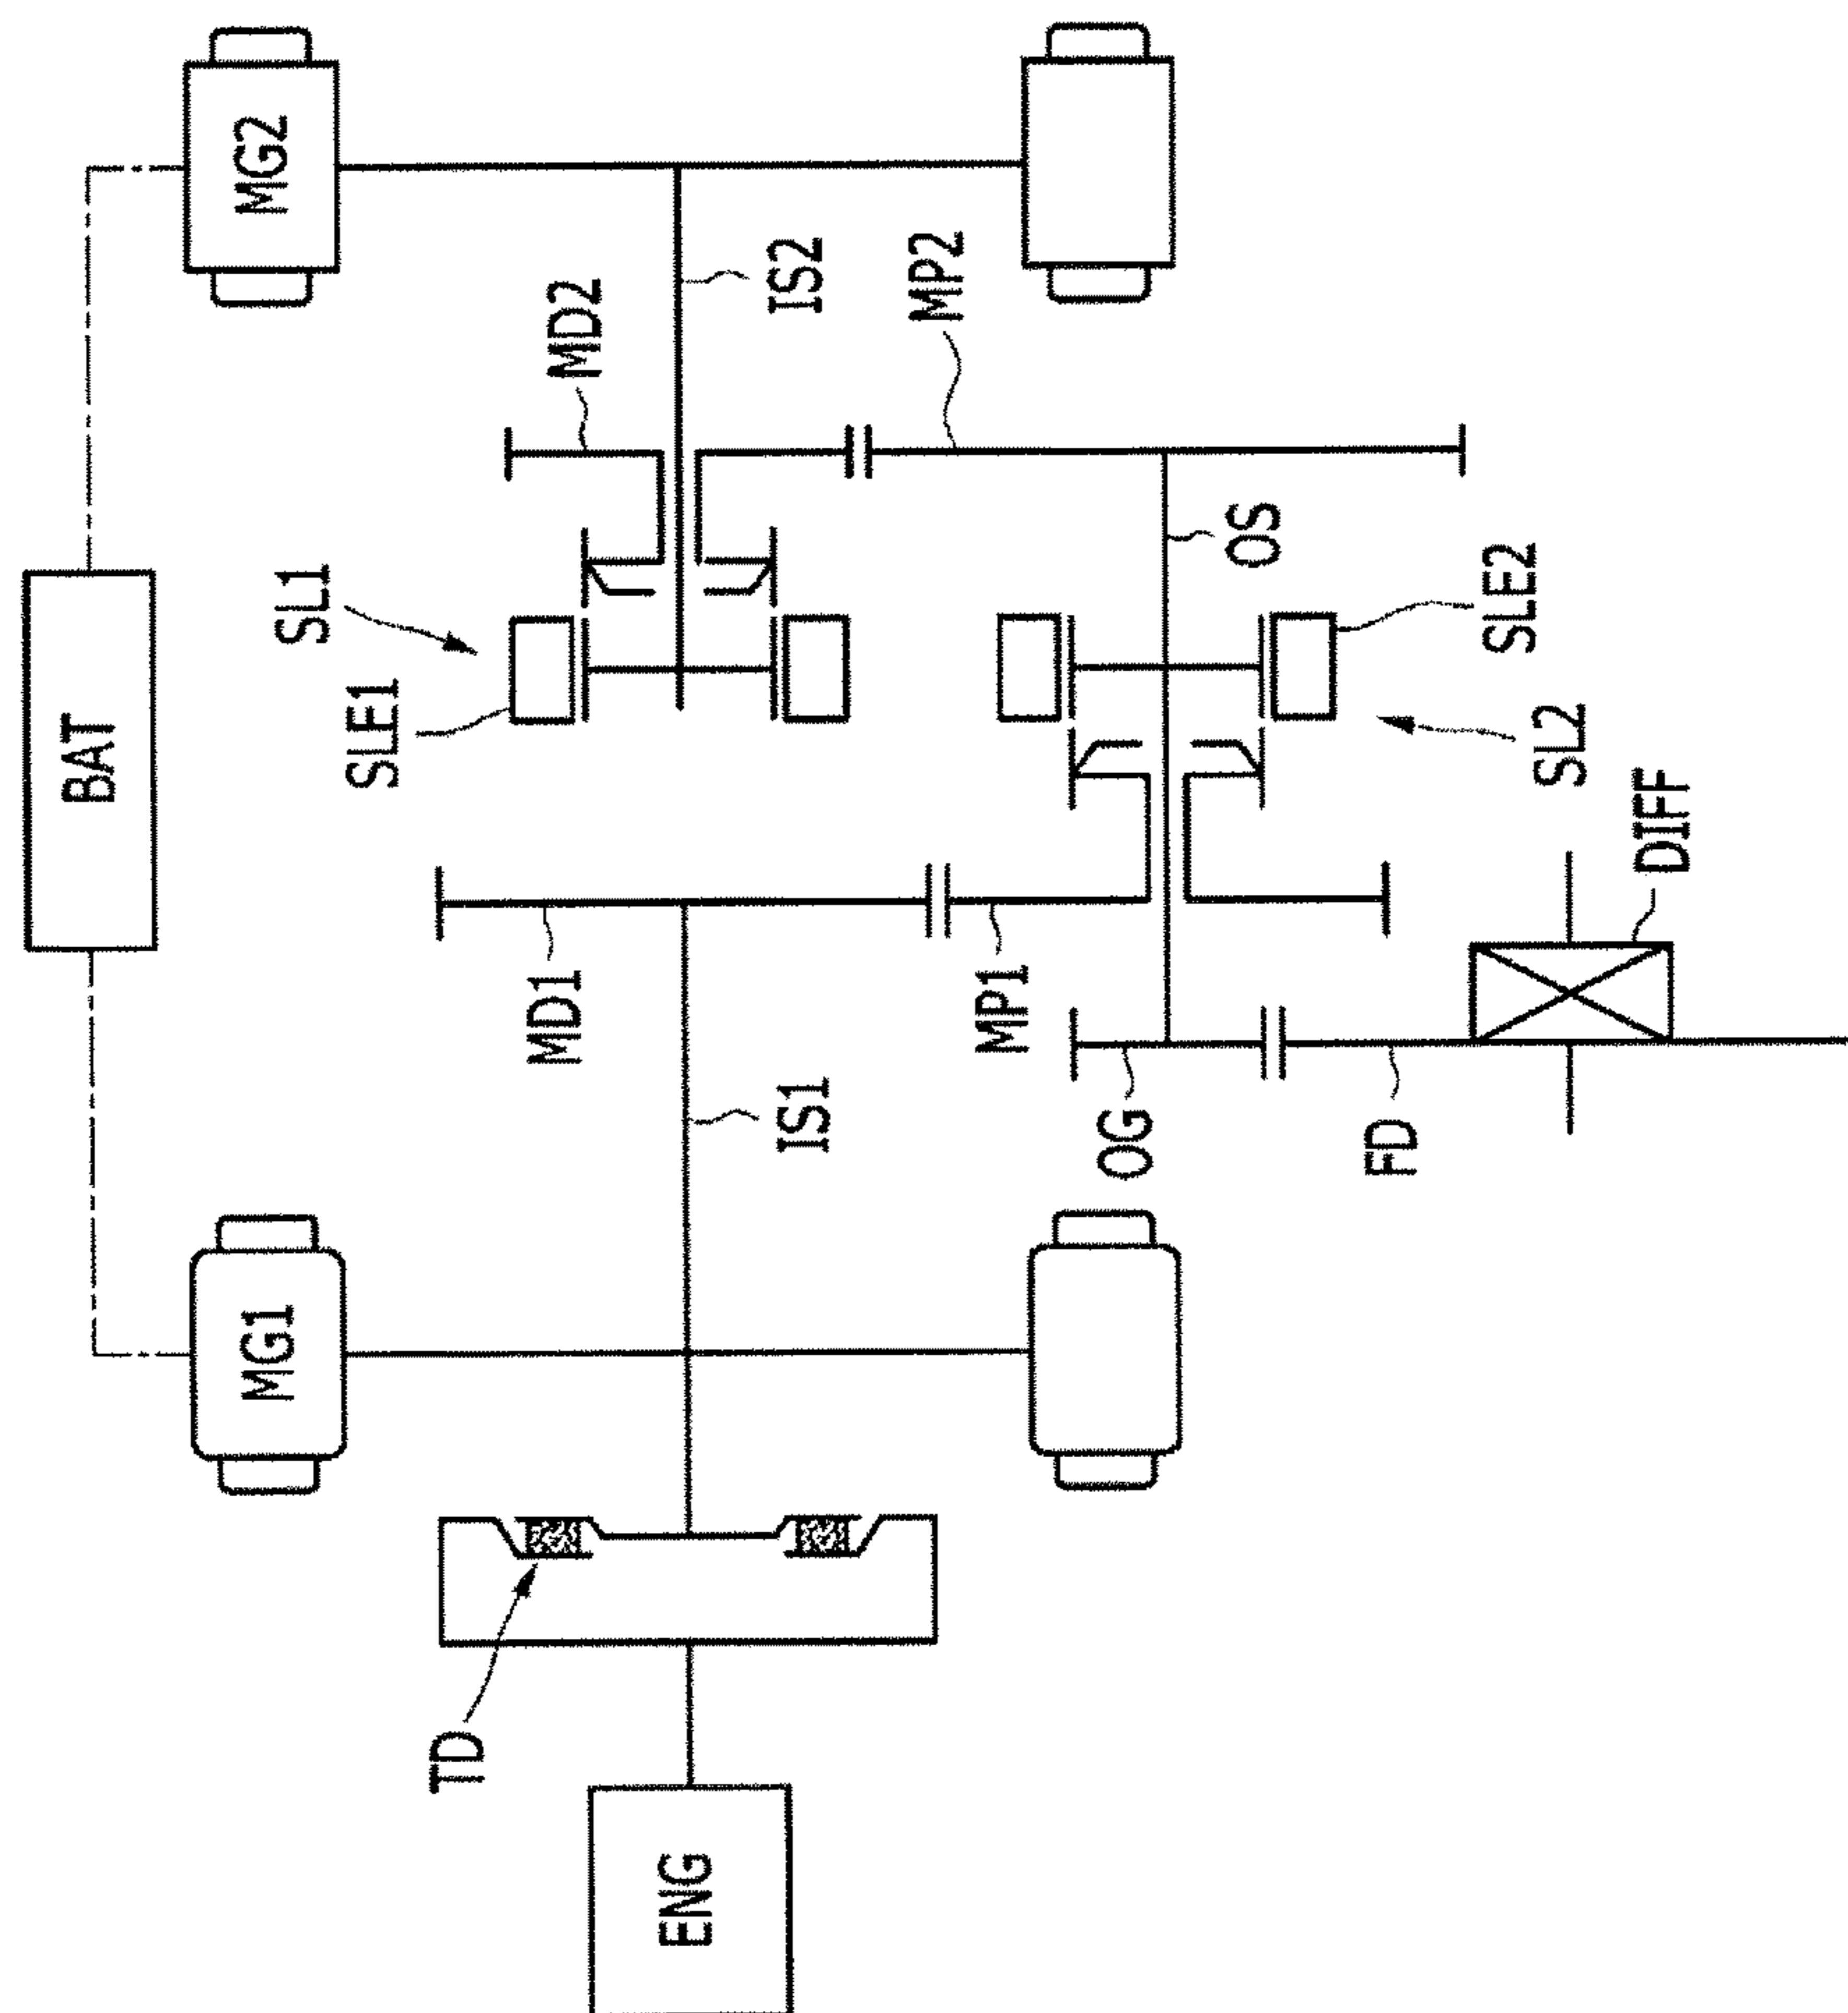 BAT
MG1
MG2
SL1
SLE1
MD2
IS2
MP2
OS
SLE2
SL2
DIFF
MD1
MP1
IS1
OG
FD
TD
ENG